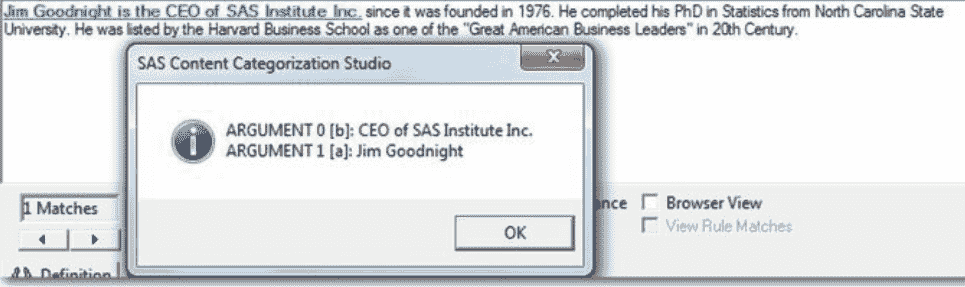 Jim Goodnight is the CEO of SAS Institute Inc. since it was founded in 1976. He completed his PhD in Statistics from North Carolina State
University. He was listed by the Harvard Business School as one of the "Great American Business Leaders" in 20th Century.
SAS Content Categorization Studio
ARGUMENT 0 [b]: CEO of SAS Institute Inc.
ARGUMENT 1 [a]: Jim Goodnight
1 Matches
Browser View
View Rule Matches
OK
Definition